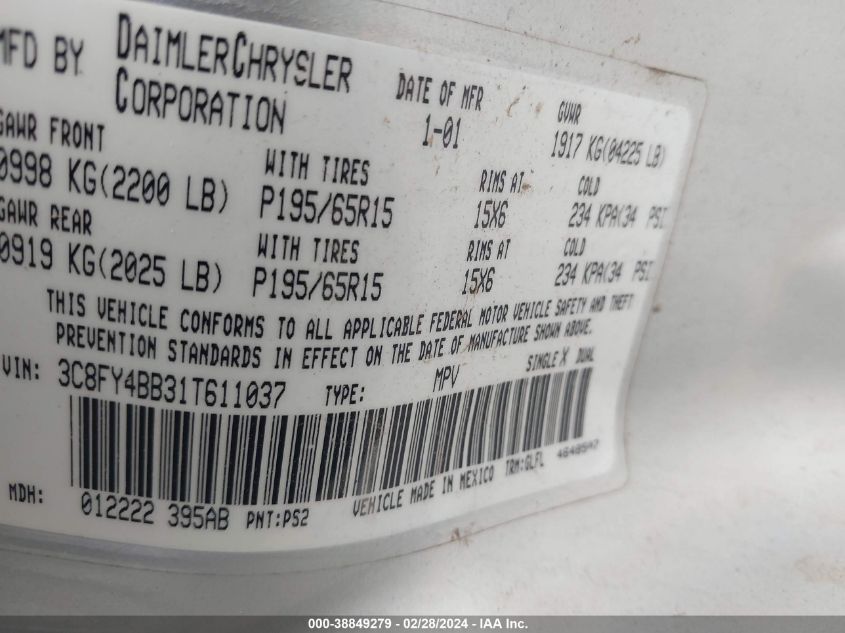 MFD BY DAIMLERCHRYSLER CORPORATION
DATE OF MFR 1-01
GVWR 1917 KG(04225 LB)
GAWR FRONT 0998 KG(2200 LB)
WITH TIRES P195/65R15
RIMS AT 15X6
COLD 234 KPA(34 PSI
GAWR REAR 0919 KG(2025 LB)
WITH TIRES P195/65R15
RIMS AT 15X6
COLD 234 KPA(34 PSI
THIS VEHICLE CONFORMS TO ALL APPLICABLE FEDERAL MOTOR VEHICLE SAFETY AND THEFT
PREVENTION STANDARDS IN EFFECT ON THE DATE OF MANUFACTURE SHOWN ABOVE.
VIN: 3C8FY4BB31T611037 TYPE: MPV SINGLE X DUAL
MDH: 012222 395AB PNT:PS2 VEHICLE MADE IN MEXICO TRM:GLFL
000-38849279 - 02/28/2024 - IAA Inc.